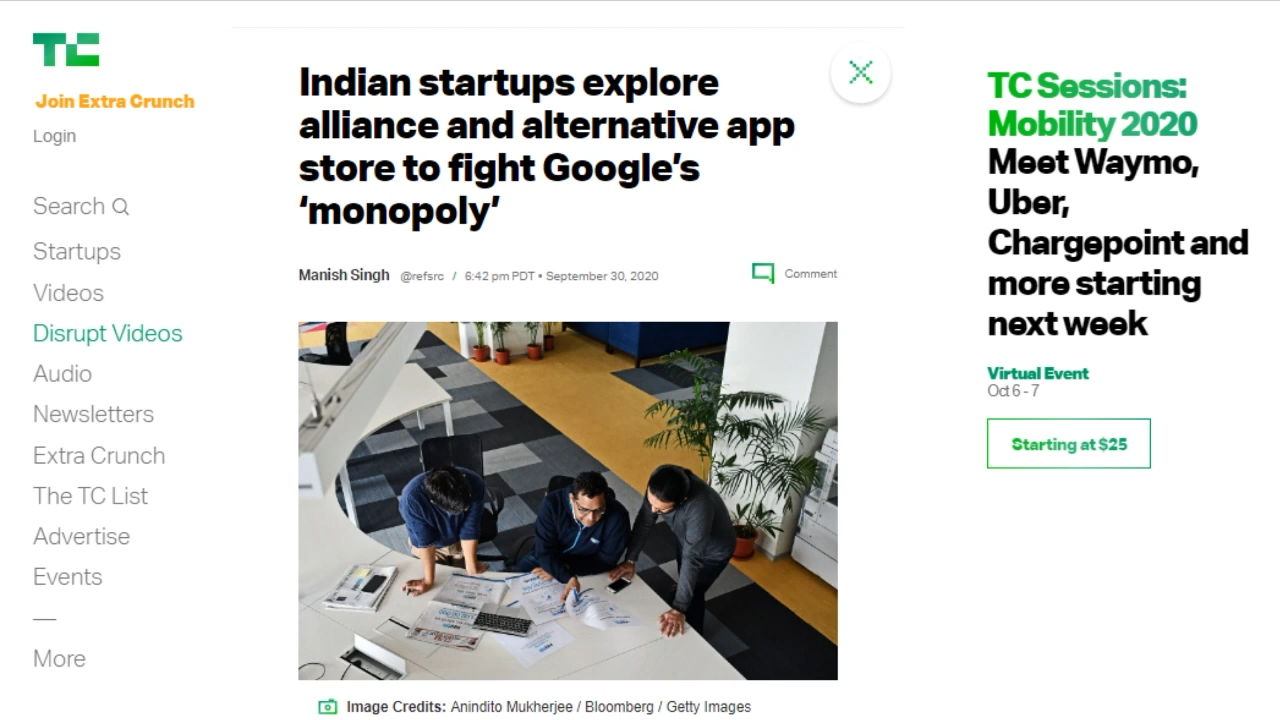 TC
Join Extra Crunch
Login
Search
Startups
Videos
Disrupt Videos
Audio
Newsletters
Extra Crunch
The TC List
Advertise
Events
—
More
Indian startups explore
alliance and alternative app
store to fight Google’s
‘monopoly’
Manish Singh @refsrc / 6:42 pm PDT • September 30, 2020
Comment
Image Credits: Anindito Mukherjee / Bloomberg / Getty Images
TC Sessions:
Mobility 2020
Meet Waymo,
Uber,
Chargepoint and
more starting
next week
Virtual Event
Oct 6 - 7
Starting at $25